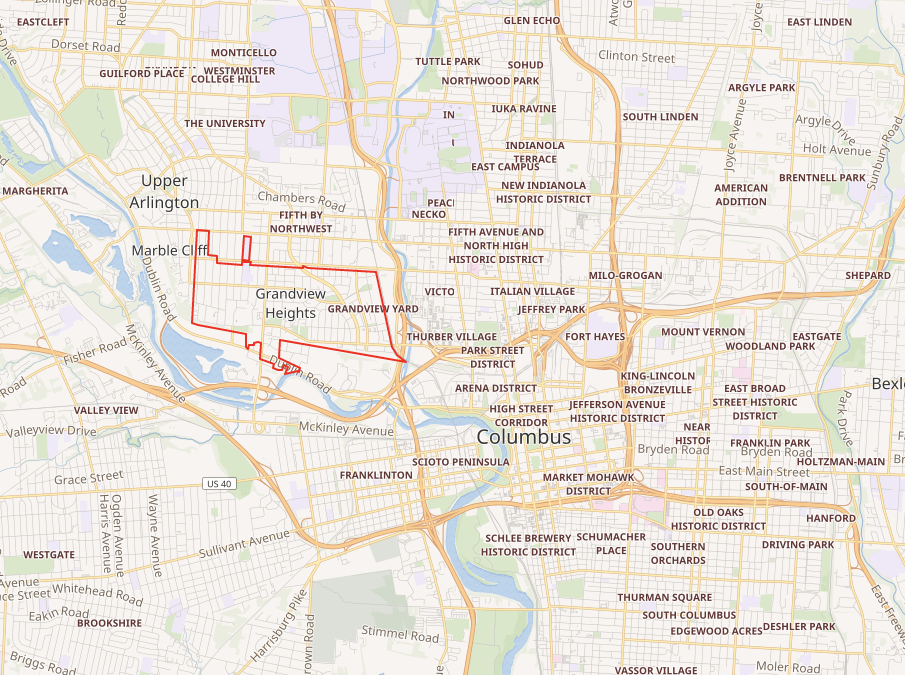 Zollinger Road
EASTCLEFT
GLEN ECHO
EAST LINDEN
Dorset Road
MONTICELLO
Clinton Street
TUTTLE PARK
SOHUD
GUILFORD PLACE
WESTMINSTER
COLLEGE HILL
NORTHWOOD PARK
ARGYLE PARK
IUKA RAVINE
IN
SOUTH LINDEN
THE UNIVERSITY
Argyle Drive
Joyce Avenue
Holt Avenue
Sunbury Road
INDIANOLA
TERRACE
EAST CAMPUS
BRENTNELL PARK
MARGHERITA
Upper
Arlington
NEW INDIANOLA
HISTORIC DISTRICT
AMERICAN
ADDITION
Chambers Road
PEACH
NECKO
FIFTH BY
NORTHWEST
FIFTH AVENUE AND
NORTH HIGH
HISTORIC DISTRICT
Marble Cliff
Dublin Road
MILO-GROGAN
SHEPARD
Grandview
Heights
VICTO
ITALIAN VILLAGE
GRANDVIEW YARD
JEFFREY PARK
McKinley Avenue
THURBER VILLAGE
FORT HAYES
MOUNT VERNON
EASTGATE
WOODLAND PARK
Fisher Road
PARK STREET
DISTRICT
Dublin Road
Road
KING-LINCOLN
BRONZEVILLE
ARENA DISTRICT
EAST BROAD
STREET HISTORIC
DISTRICT
Park Drive
VALLEY VIEW
HIGH STREET
CORRIDOR
JEFFERSON AVENUE
HISTORIC DISTRICT
Valleyview Drive
McKinley Avenue
Columbus
NEAR
HISTOR
FRANKLIN PARK
Bryden Road
Bryden Road
HOLTZMAN-MAIN
SCIOTO PENINSULA
FRANKLINTON
East Main Street
Grace Street
US 40
MARKET MOHAWK
DISTRICT
SOUTH-OF-MAIN
Harris Avenue
Ogden Avenue
Wayne Avenue
OLD OAKS
HISTORIC DISTRICT
HANFORD
Sullivant Avenue
SCHLEE BREWERY
HISTORIC DISTRICT
SCHUMACHER
PLACE
SOUTHERN
ORCHARDS
DRIVING PARK
WESTGATE
Avenue
Whitehead Road
Eakin Road
THURMAN SQUARE
SOUTH COLUMBUS
EDGEWOOD ACRES
DESHLER PARK
East Freeway
BROOKSHIRE
Harrisburg Pike
Stimmel Road
Briggs Road
VASSOR VILLAGE
Moler Road